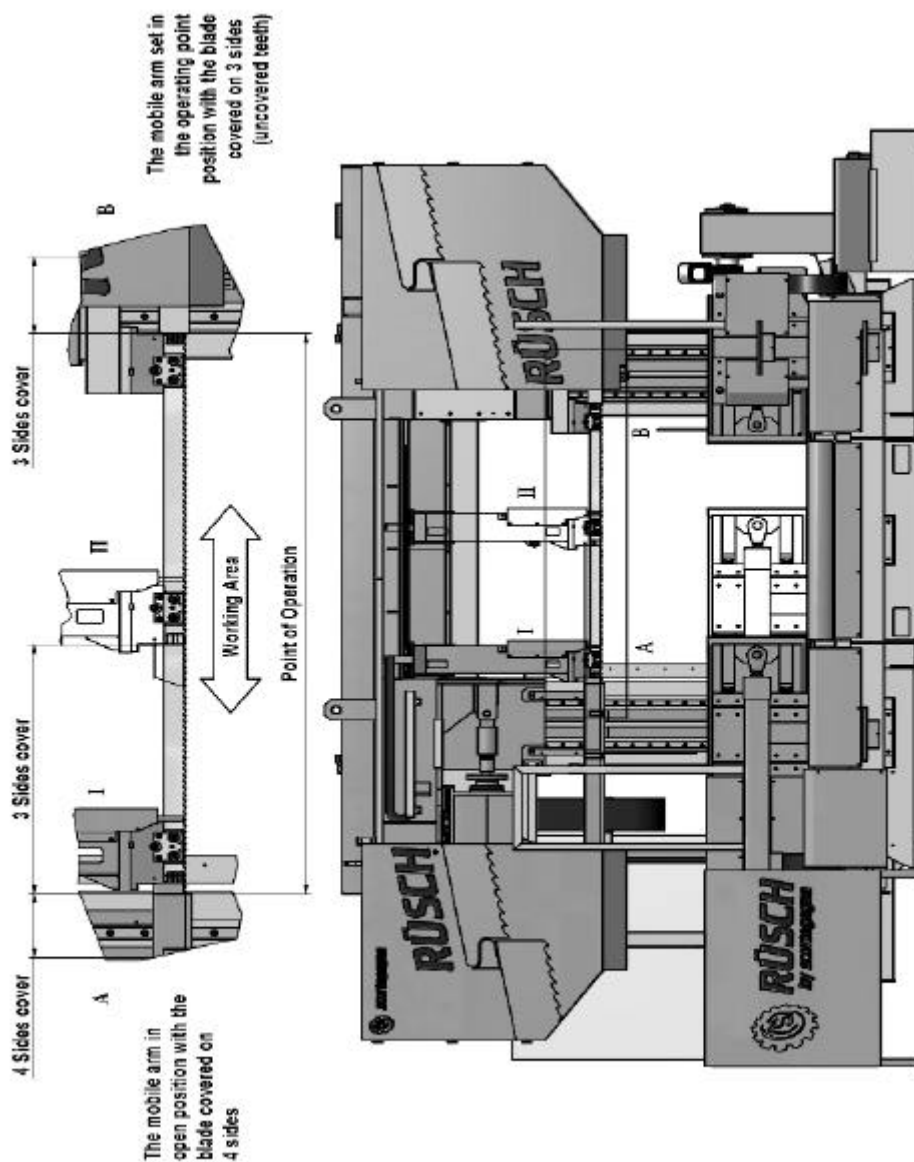 The mobile arm set in
the operating point
position with the blade
covered on 3 sides
(uncovered teeth)
B
3 Sides cover
II
3 Sides cover
I
4 Sides cover
A
Working Area
Point of Operation
The mobile arm in
open position with the
blade covered on
4 sides
RÜSCH
II
I
B
A
RÜSCH
RÜSCH